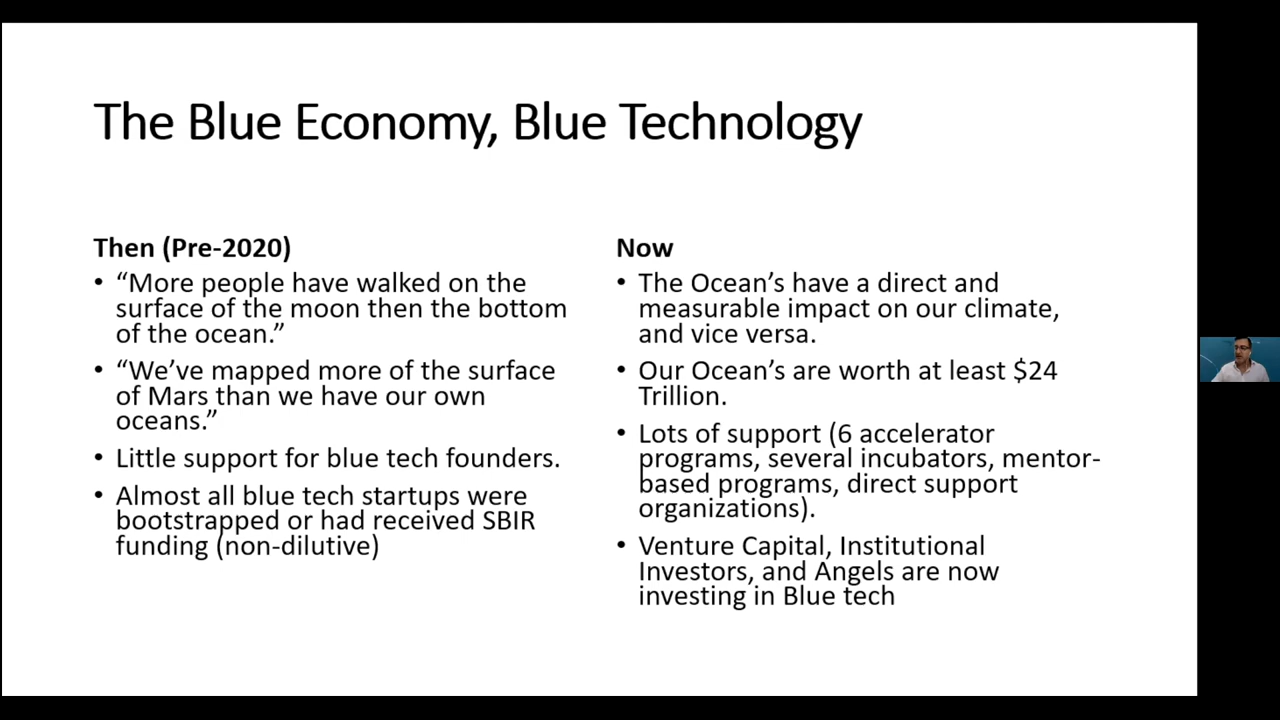 The Blue Economy, Blue Technology
Then (Pre-2020)
• “More people have walked on the
surface of the moon then the bottom
of the ocean.”
• “We’ve mapped more of the surface
of Mars than we have our own
oceans.”
• Little support for blue tech founders.
• Almost all blue tech startups were
bootstrapped or had received SBIR
funding (non-dilutive)
Now
• The Ocean’s have a direct and
measurable impact on our climate,
and vice versa.
• Our Ocean’s are worth at least $24
Trillion.
• Lots of support (6 accelerator
programs, several incubators, mentor-
based programs, direct support
organizations).
• Venture Capital, Institutional
Investors, and Angels are now
investing in Blue tech